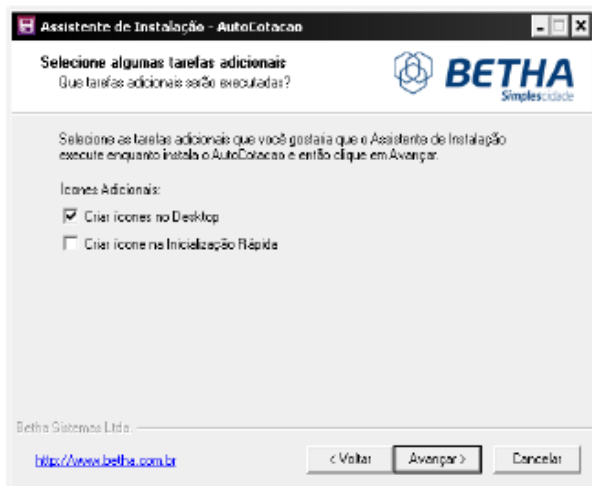 Assistente de Instalação - AutoCotacao
Selecione algumas tarefas adicionais
Que tarefas adicionais serão executadas?
BETHA
Simplescidade
Selecione as tarefas adicionais que você gostaria que o Assistente de Instalação
execute enquanto instala o AutoCotacao e então clique em Avançar.
Ícones Adicionais:
Criar ícones no Desktop
Criar ícone na Inicialização Rápida
Betha Sistemas Ltda.
http://www.betha.com.br
< Voltar
Avançar >
Cancelar